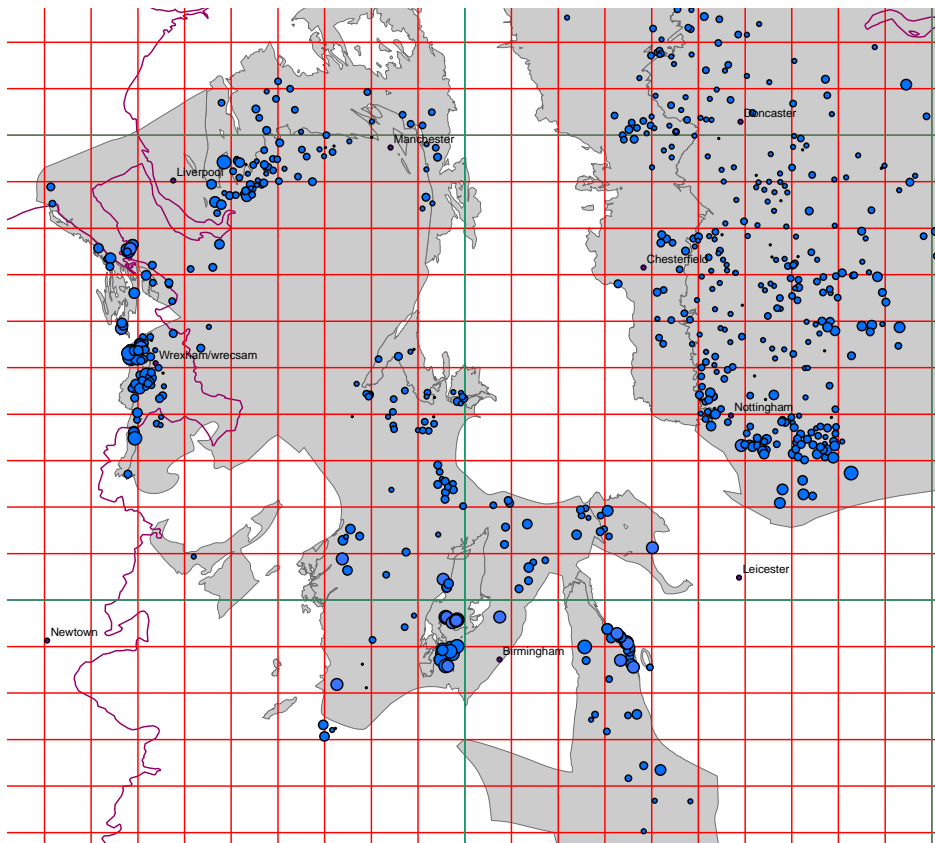 Doncaster
Manchester
Liverpool
Chesterfield
Wrexham/wrecsam
Nottingham
Leicester
Newtown
Birmingham